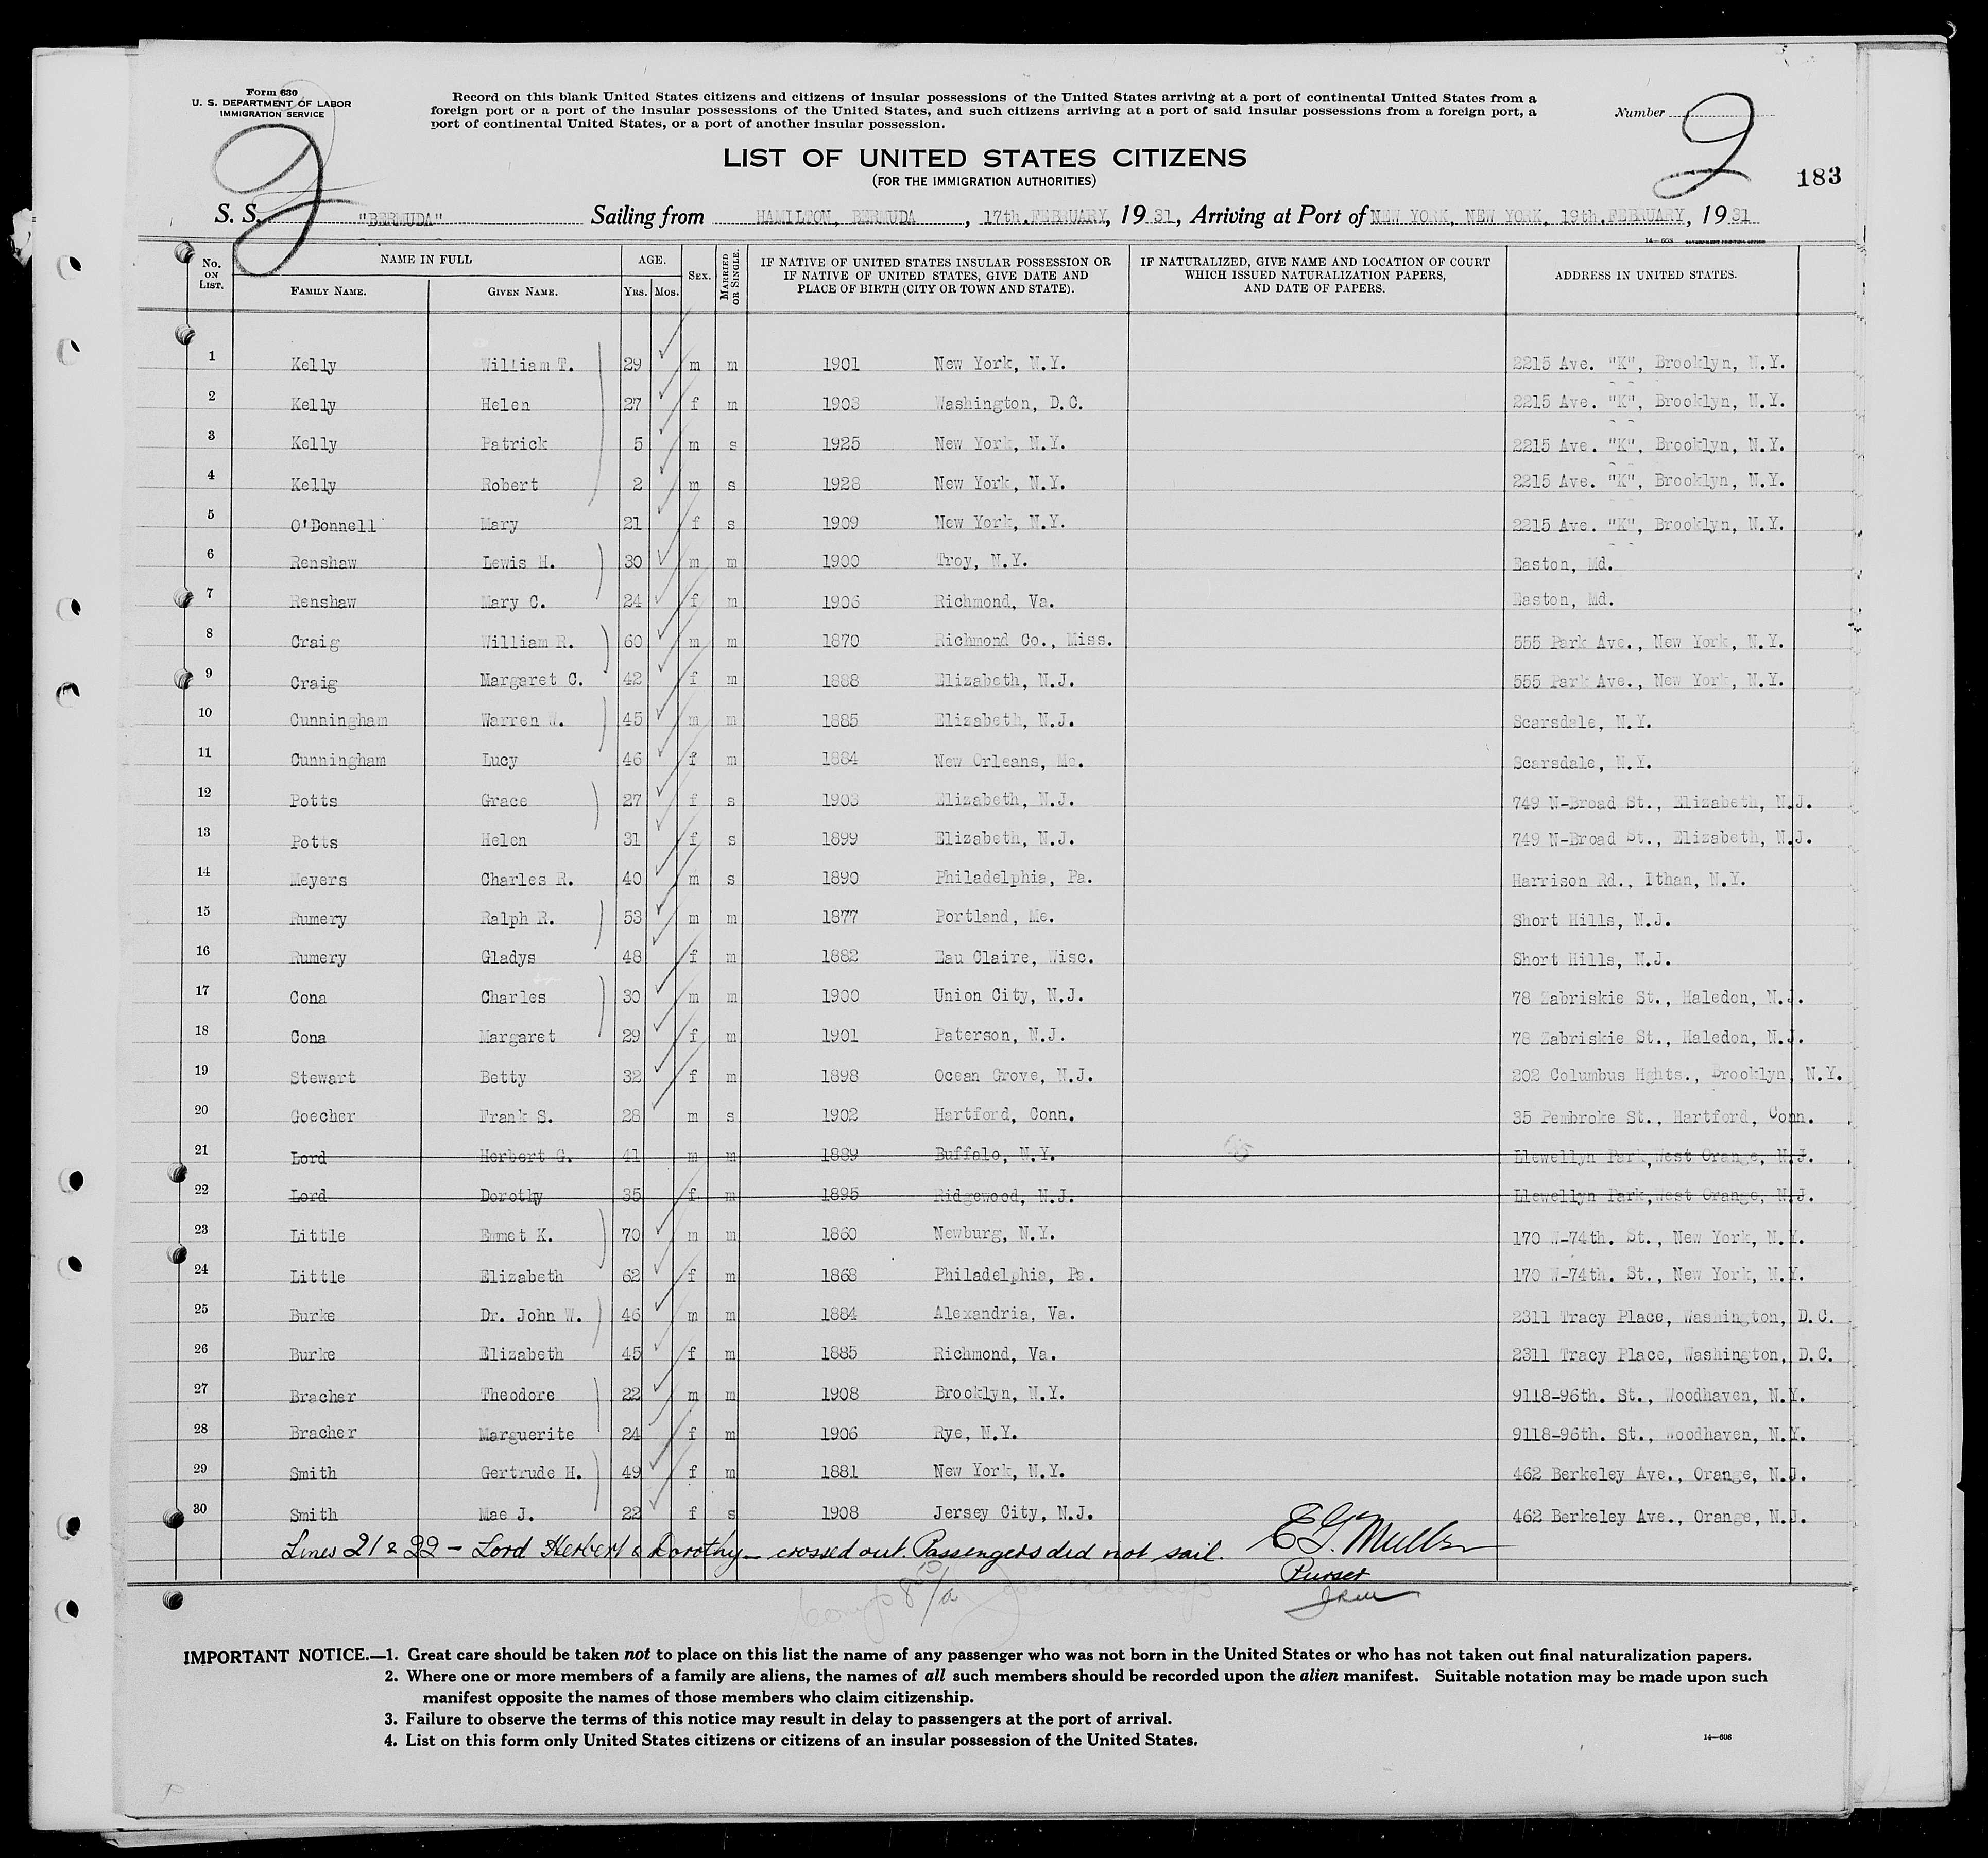 Form 630
U. S. DEPARTMENT OF LABOR
IMMIGRATION SERVICE
Record on this blank United States citizens and citizens of insular possessions of the United States arriving at a port of continental United States from a
foreign port or a port of the insular possessions of the United States, and such citizens arriving at a port of said insular possessions from a foreign port, a
port of continental United States, or a port of another insular possession.
Number 2
2
LIST OF UNITED STATES CITIZENS
(FOR THE IMMIGRATION AUTHORITIES)
183
S. S. "BERMUDA" Sailing from HAMILTON, BERMUDA, 17th. FEBRUARY, 1931, Arriving at Port of NEW YORK, NEW YORK, 19th. FEBRUARY, 1931
No. ON LIST. NAME IN FULL FAMILY NAME. GIVEN NAME. AGE. YRS. MOS. SEX. MARRIED OR SINGLE. IF NATIVE OF UNITED STATES INSULAR POSSESSION OR IF NATIVE OF UNITED STATES, GIVE DATE AND PLACE OF BIRTH (CITY OR TOWN AND STATE). IF NATURALIZED, GIVE NAME AND LOCATION OF COURT WHICH ISSUED NATURALIZATION PAPERS, AND DATE OF PAPERS. ADDRESS IN UNITED STATES.
1 Kelly William T. 29 m m 1901 New York, N.Y. 2215 Ave. "K", Brooklyn, N.Y.
2 Kelly Helen 27 f m 1903 Washington, D.C. 2215 Ave. "K", Brooklyn, N.Y.
3 Kelly Patrick 5 m s 1925 New York, N.Y. 2215 Ave. "K", Brooklyn, N.Y.
4 Kelly Robert 2 m s 1928 New York, N.Y. 2215 Ave. "K", Brooklyn, N.Y.
5 O'Donnell Mary 21 f s 1909 New York, N.Y. 2215 Ave. "K", Brooklyn, N.Y.
6 Renshaw Lewis H. 30 m m 1900 Troy, N.Y. Easton, Md.
7 Renshaw Mary C. 24 f m 1906 Richmond, Va. Easton, Md.
8 Craig William R. 60 m m 1870 Richmond Co., Miss. 555 Park Ave., New York, N.Y.
9 Craig Margaret C. 42 f m 1888 Elizabeth, N.J. 555 Park Ave., New York, N.Y.
10 Cunningham Warren W. 45 m m 1885 Elizabeth, N.J. Scarsdale, N.Y.
11 Cunningham Lucy 46 f m 1884 New Orleans, Mo. Scarsdale, N.Y.
12 Potts Grace 27 f s 1903 Elizabeth, N.J. 749 N-Broad St., Elizabeth, N.J.
13 Potts Helen 31 f s 1899 Elizabeth, N.J. 749 N-Broad St., Elizabeth, N.J.
14 Meyers Charles R. 40 m s 1890 Philadelphia, Pa. Harrison Rd., Ithan, N.Y.
15 Rumery Ralph R. 53 m m 1877 Portland, Me. Short Hills, N.J.
16 Rumery Gladys 48 f m 1882 Eau Claire, Wisc. Short Hills, N.J.
17 Cona Charles 30 m m 1900 Union City, N.J. 78 Zabriskie St., Haledon, N.J.
18 Cona Margaret 29 f m 1901 Paterson, N.J. 78 Zabriskie St., Haledon, N.J.
19 Stewart Betty 32 f m 1898 Ocean Grove, N.J. 202 Columbus Hghts., Brooklyn, N.Y.
20 Goecher Frank S. 28 m s 1902 Hartford, Conn. 35 Pembroke St., Hartford, Conn.
21 Lord Herbert G. 41 m m 1889 Buffalo, N.Y. Llewellyn Park, West Orange, N.J.
22 Lord Dorothy 35 f m 1895 Ridgewood, N.J. Llewellyn Park, West Orange, N.J.
23 Little Emmet K. 70 m m 1860 Newburg, N.Y. 170 W-74th. St., New York, N.Y.
24 Little Elizabeth 62 f m 1868 Philadelphia, Pa. 170 W-74th. St., New York, N.Y.
25 Burke Dr. John W. 46 m m 1884 Alexandria, Va. 2311 Tracy Place, Washington, D.C.
26 Burke Elizabeth 45 f m 1885 Richmond, Va. 2311 Tracy Place, Washington, D.C.
27 Bracher Theodore 22 m m 1908 Brooklyn, N.Y. 9118-96th. St., Woodhaven, N.Y.
28 Bracher Marguerite 24 f m 1906 Rye, N.Y. 9118-96th. St., Woodhaven, N.Y.
29 Smith Gertrude H. 49 f m 1881 New York, N.Y. 462 Berkeley Ave., Orange, N.J.
30 Smith Mae J. 22 f s 1908 Jersey City, N.J. 462 Berkeley Ave., Orange, N.J.
Lines 21 & 22 - Lord Herbert & Dorothy - crossed out. Passengers did not sail. E G. Muller
Purser
IMPORTANT NOTICE.—1. Great care should be taken not to place on this list the name of any passenger who was not born in the United States or who has not taken out final naturalization papers.
2. Where one or more members of a family are aliens, the names of all such members should be recorded upon the alien manifest. Suitable notation may be made upon such
manifest opposite the names of those members who claim citizenship.
3. Failure to observe the terms of this notice may result in delay to passengers at the port of arrival.
4. List on this form only United States citizens or citizens of an insular possession of the United States.